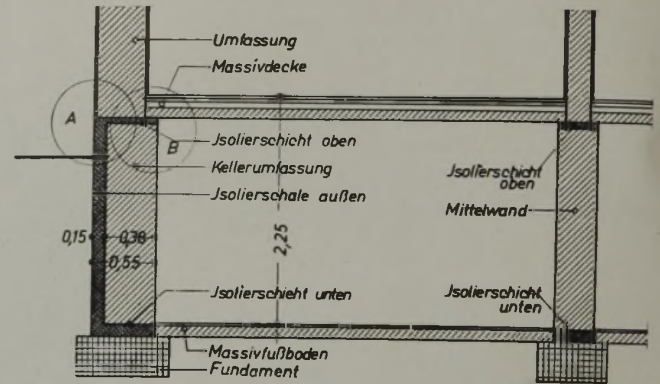 Umfassung
Massivdecke
d
A
B
Jsolierschicht oben
Kellerumfassung
Jsolierschale außen
0,15
0,38
0,55
2,25
Jsolierschieht unten
Massivfußboden
Fundament
Jsolierschicht
oben
Mittelwand
Jsolierschicht
unten